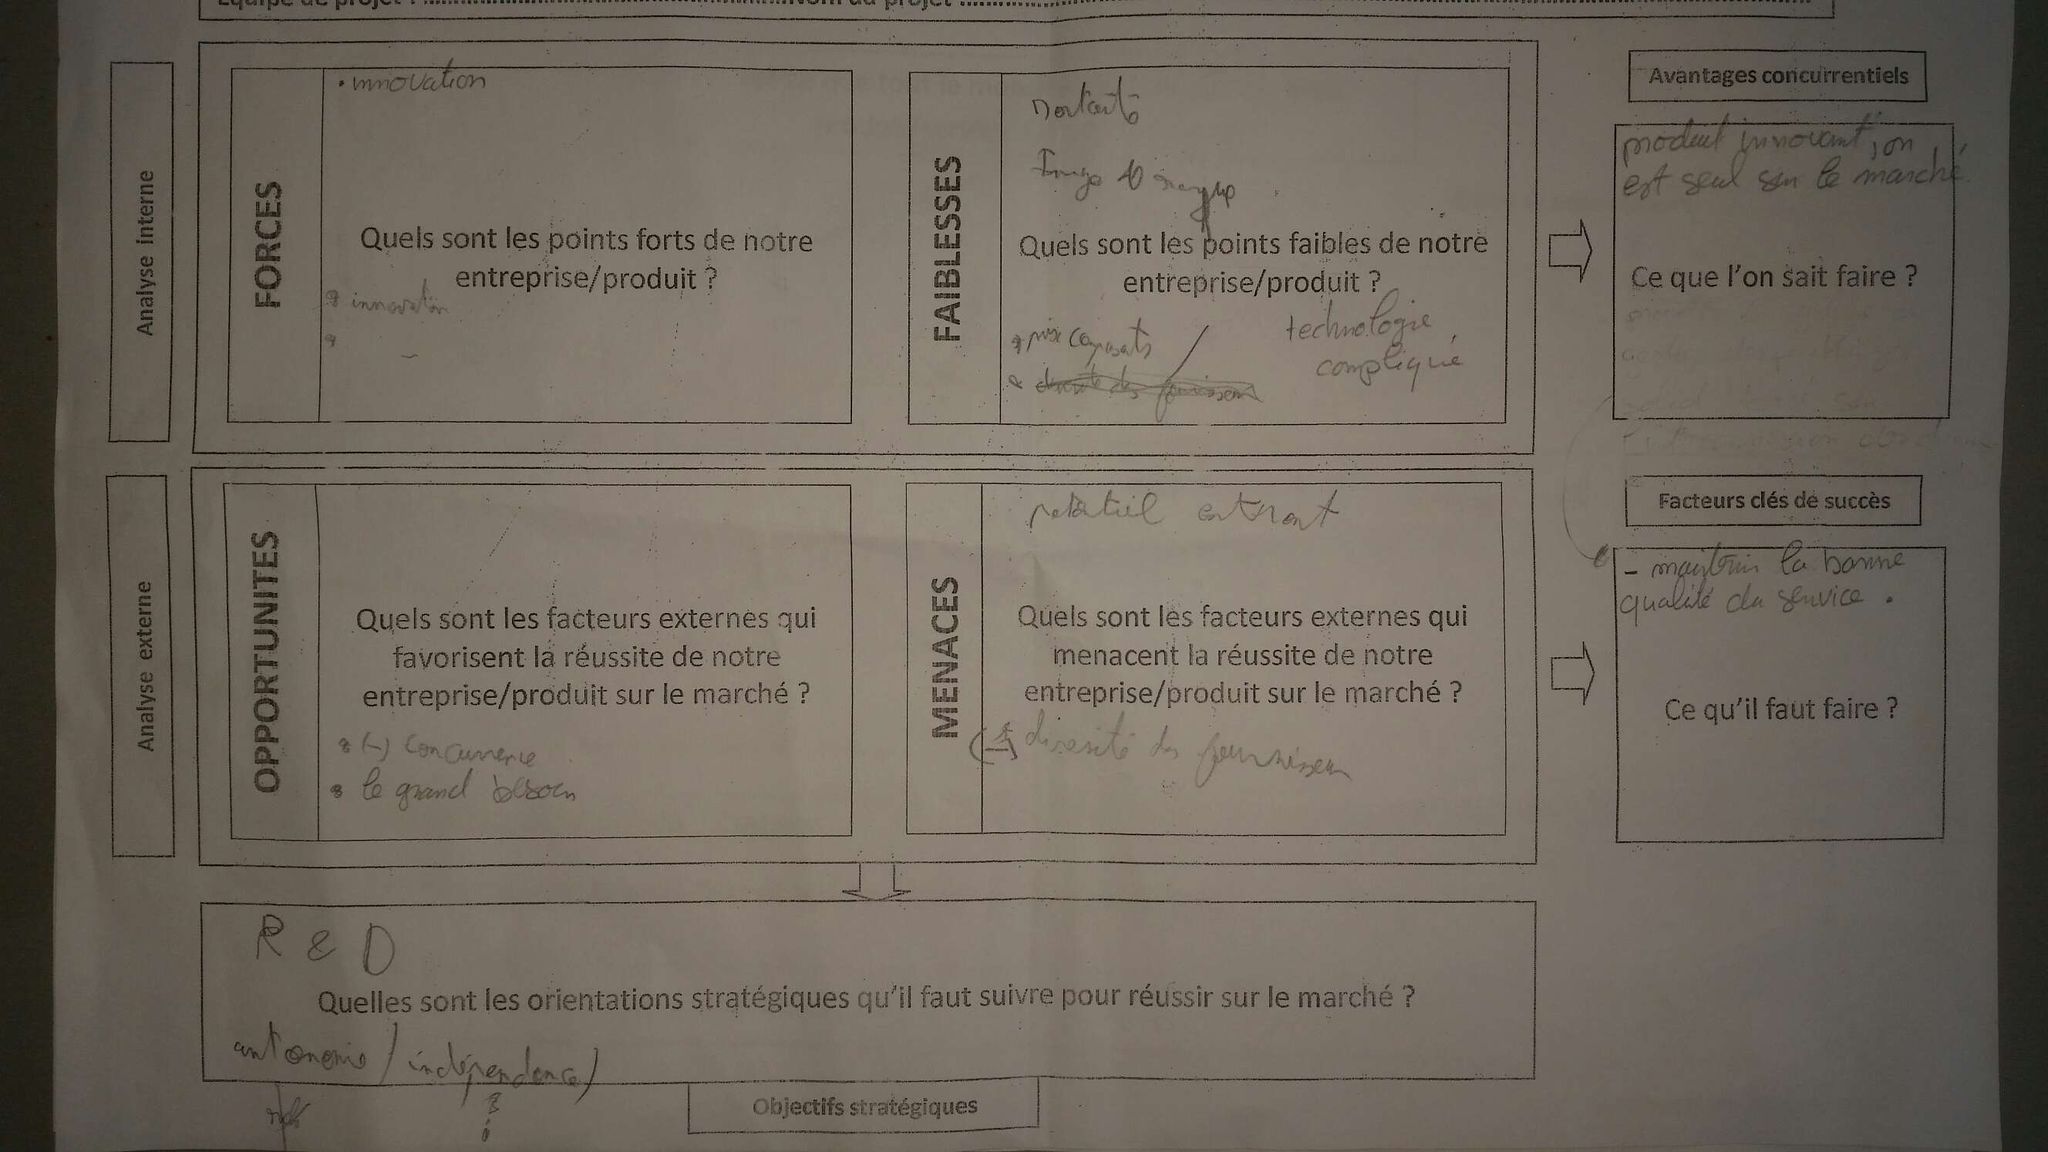 Equipe de projet : Nom du projet
Analyse interne
FORCES
• innovation
Quels sont les points forts de notre
entreprise/produit ?
* innovation
*
FAIBLESSES
Image
Quels sont les points faibles de notre
entreprise/produit ?
technologie
compliqué
* prix composants
* diversité des fournisseurs
Avantages concurrentiels
produit innovant, on
est seul sur le marché.
Ce que l'on sait faire ?
Analyse externe
OPPORTUNITES
Quels sont les facteurs externes qui
favorisent la réussite de notre
entreprise/produit sur le marché ?
* (-) concurrence
* le grand besoin
MENACES
potentiel entrant
Quels sont les facteurs externes qui
menacent la réussite de notre
entreprise/produit sur le marché ?
diversité des fournisseurs
Facteurs clés de succès
- maintenir la bonne
qualité du service.
Ce qu'il faut faire ?
R & D
Quelles sont les orientations stratégiques qu'il faut suivre pour réussir sur le marché ?
autonomie / indépendance)
Objectifs stratégiques